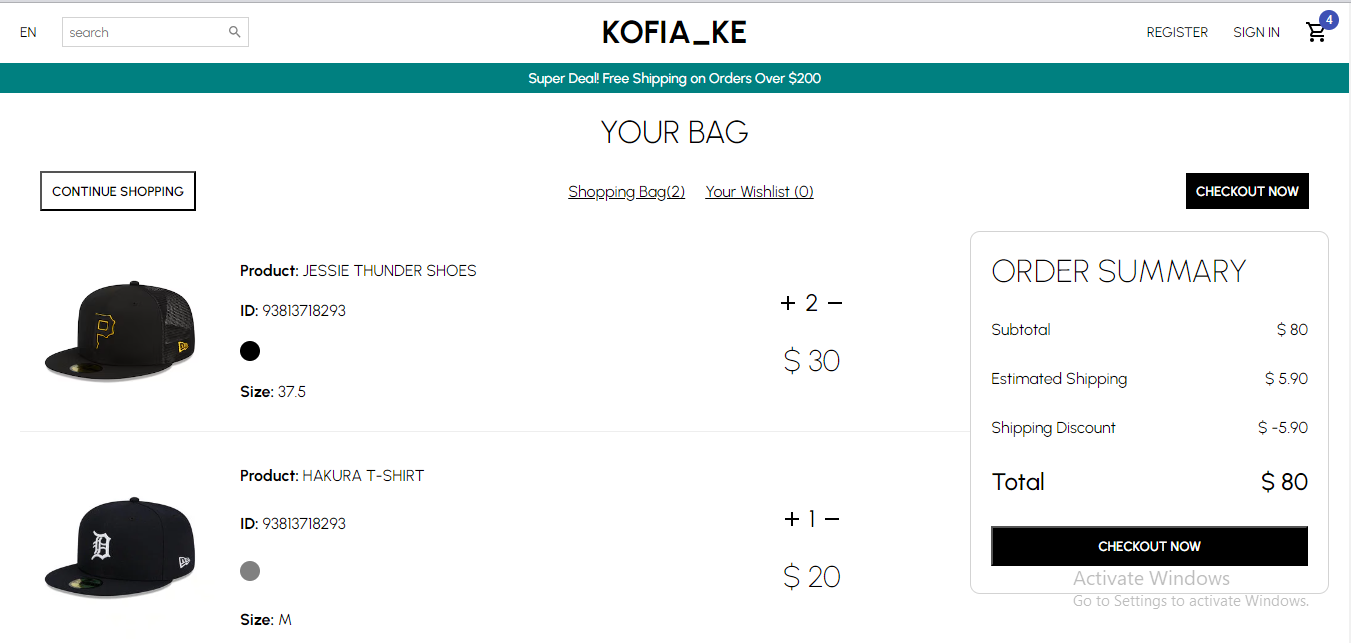 EN
search
KOFIA_KE
REGISTER
SIGN IN
4
Super Deal! Free Shipping on Orders Over $200
YOUR BAG
CONTINUE SHOPPING
Shopping Bag(2)
Your Wishlist (0)
CHECKOUT NOW
P
Product: JESSIE THUNDER SHOES
ID: 93813718293
Size: 37.5
+ 2 −
$ 30
D
Product: HAKURA T-SHIRT
ID: 93813718293
Size: M
+ 1 −
$ 20
ORDER SUMMARY
Subtotal $ 80
Estimated Shipping $ 5.90
Shipping Discount $ -5.90
Total $ 80
CHECKOUT NOW
Activate Windows
Go to Settings to activate Windows.